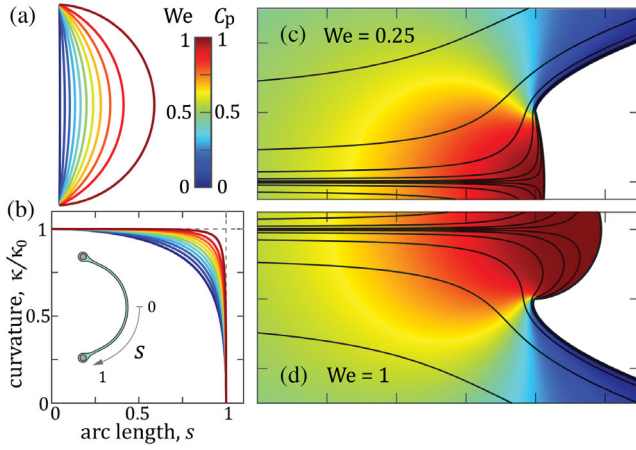 (a)
We
Cp
1
1
0.5
0.5
0
0
(b)
1
0.5
0
curvature, κ/κ0
0
S
1
0
0.5
1
arc length, s
(c)
We = 0.25
(d)
We = 1